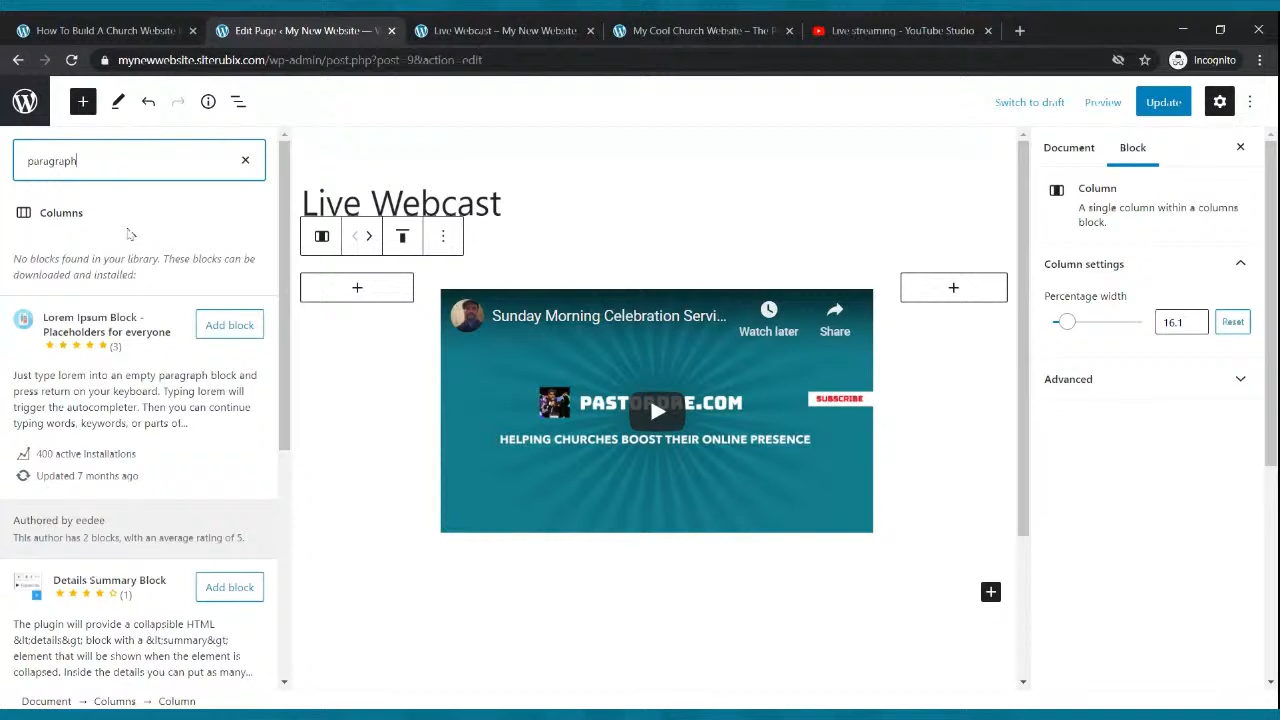 How To Build A Church Website
Edit Page ‹ My New Website —
Live Webcast – My New Website
My Cool Church Website – The P
Live streaming - YouTube Studio
mynewwebsite.siterubix.com/wp-admin/post.php?post=9&action=edit
Incognito
Switch to draft
Preview
Update
paragraph
Columns
No blocks found in your library. These blocks can be
downloaded and installed:
Lorem Ipsum Block -
Placeholders for everyone
(3)
Add block
Just type lorem into an empty paragraph block and
press return on your keyboard. Typing lorem will
trigger the autocompleter. Then you can continue
typing words, keywords, or parts of...
400 active installations
Updated 7 months ago
Authored by eedee
This author has 2 blocks, with an average rating of 5.
Details Summary Block
(1)
Add block
The plugin will provide a collapsible HTML
&lt;details&gt; block with a &lt;summary&gt;
element that will be shown when the element is
collapsed. Inside the details you can put as many...
Document → Columns → Column
Live Webcast
Sunday Morning Celebration Servi...
Watch later
Share
PASTORDRE.COM
SUBSCRIBE
HELPING CHURCHES BOOST THEIR ONLINE PRESENCE
Document
Block
Column
A single column within a columns
block.
Column settings
Percentage width
16.1
Reset
Advanced